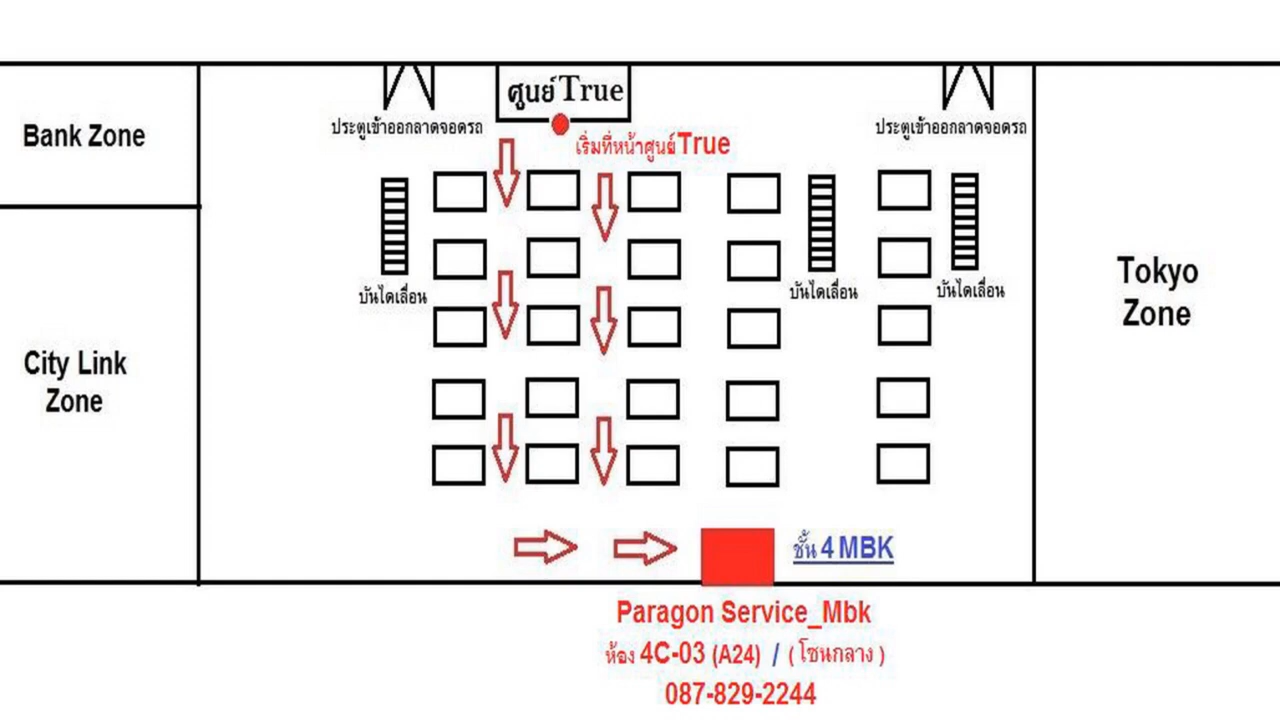 ศูนย์True
ประตูเข้าออกลาดจอดรถ
ประตูเข้าออกลาดจอดรถ
Bank Zone
เริ่มที่หน้าศูนย์True
บันไดเลื่อน
บันไดเลื่อน
บันไดเลื่อน
Tokyo
Zone
City Link
Zone
ชั้น 4 MBK
Paragon Service_Mbk
ห้อง 4C-03 (A24) / ( โซนกลาง )
087-829-2244